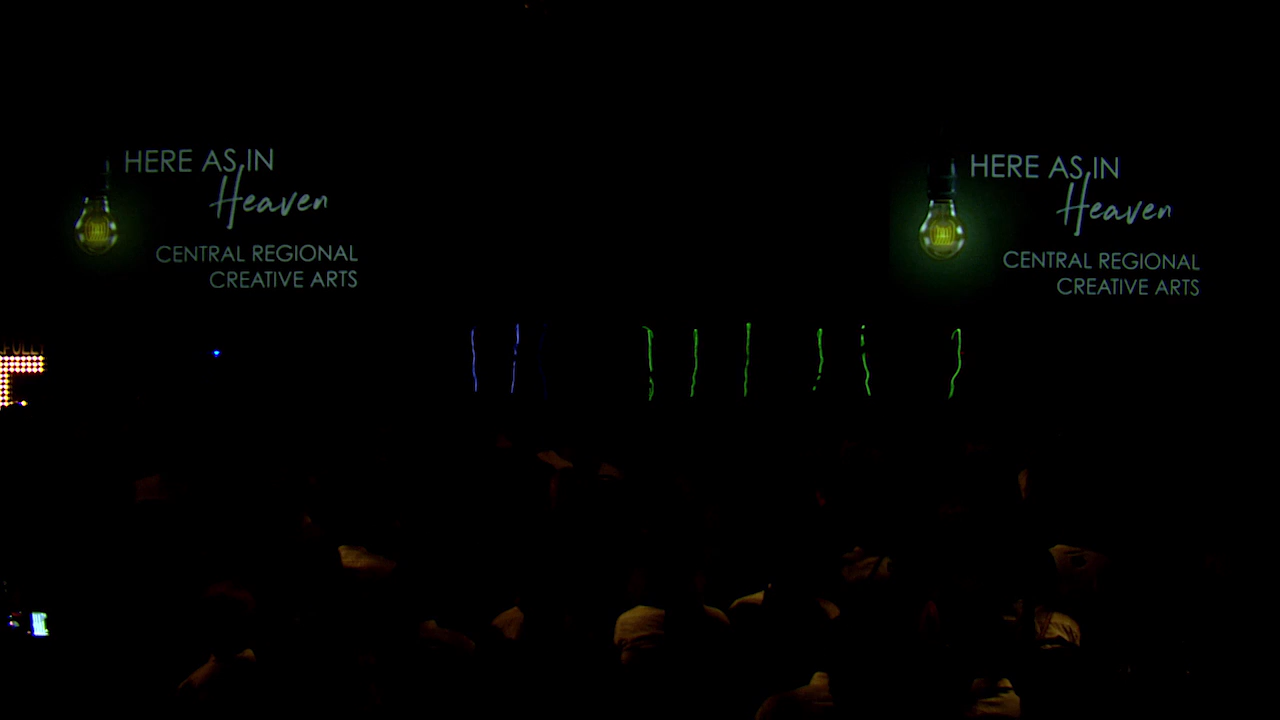 HERE AS IN
Heaven
CENTRAL REGIONAL
CREATIVE ARTS
HERE AS IN
Heaven
CENTRAL REGIONAL
CREATIVE ARTS